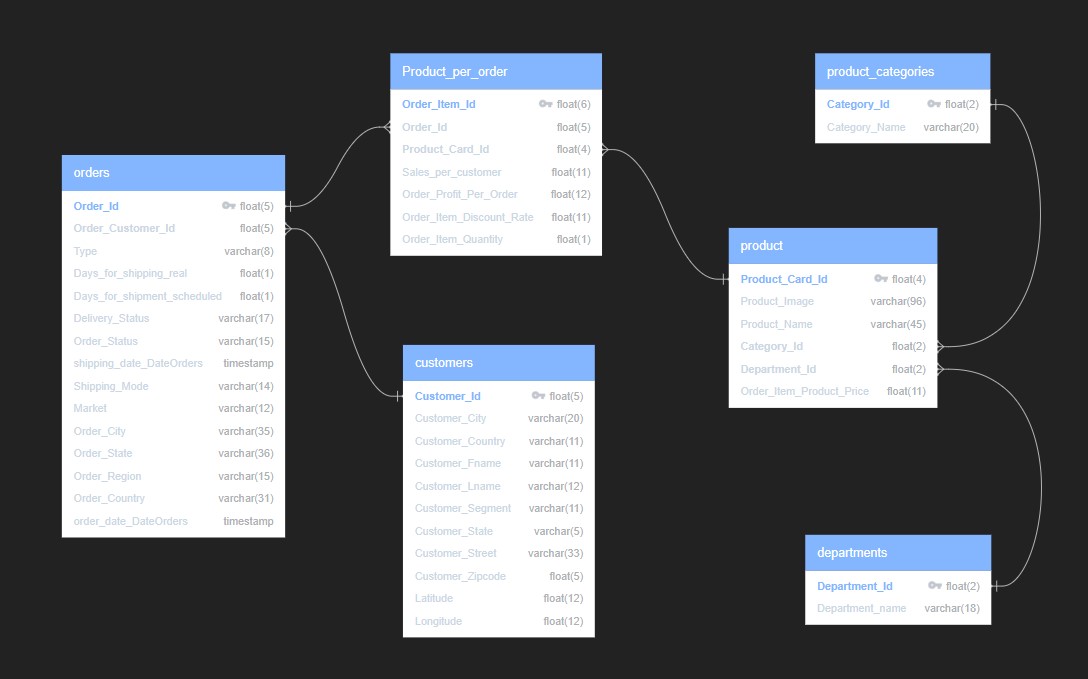 orders
Order_Id float(5)
Order_Customer_Id float(5)
Type varchar(8)
Days_for_shipping_real float(1)
Days_for_shipment_scheduled float(1)
Delivery_Status varchar(17)
Order_Status varchar(15)
shipping_date_DateOrders timestamp
Shipping_Mode varchar(14)
Market varchar(12)
Order_City varchar(35)
Order_State varchar(36)
Order_Region varchar(15)
Order_Country varchar(31)
order_date_DateOrders timestamp
Product_per_order
Order_Item_Id float(6)
Order_Id float(5)
Product_Card_Id float(4)
Sales_per_customer float(11)
Order_Profit_Per_Order float(12)
Order_Item_Discount_Rate float(11)
Order_Item_Quantity float(1)
customers
Customer_Id float(5)
Customer_City varchar(20)
Customer_Country varchar(11)
Customer_Fname varchar(11)
Customer_Lname varchar(12)
Customer_Segment varchar(11)
Customer_State varchar(5)
Customer_Street varchar(33)
Customer_Zipcode float(5)
Latitude float(12)
Longitude float(12)
product_categories
Category_Id float(2)
Category_Name varchar(20)
product
Product_Card_Id float(4)
Product_Image varchar(96)
Product_Name varchar(45)
Category_Id float(2)
Department_Id float(2)
Order_Item_Product_Price float(11)
departments
Department_Id float(2)
Department_name varchar(18)